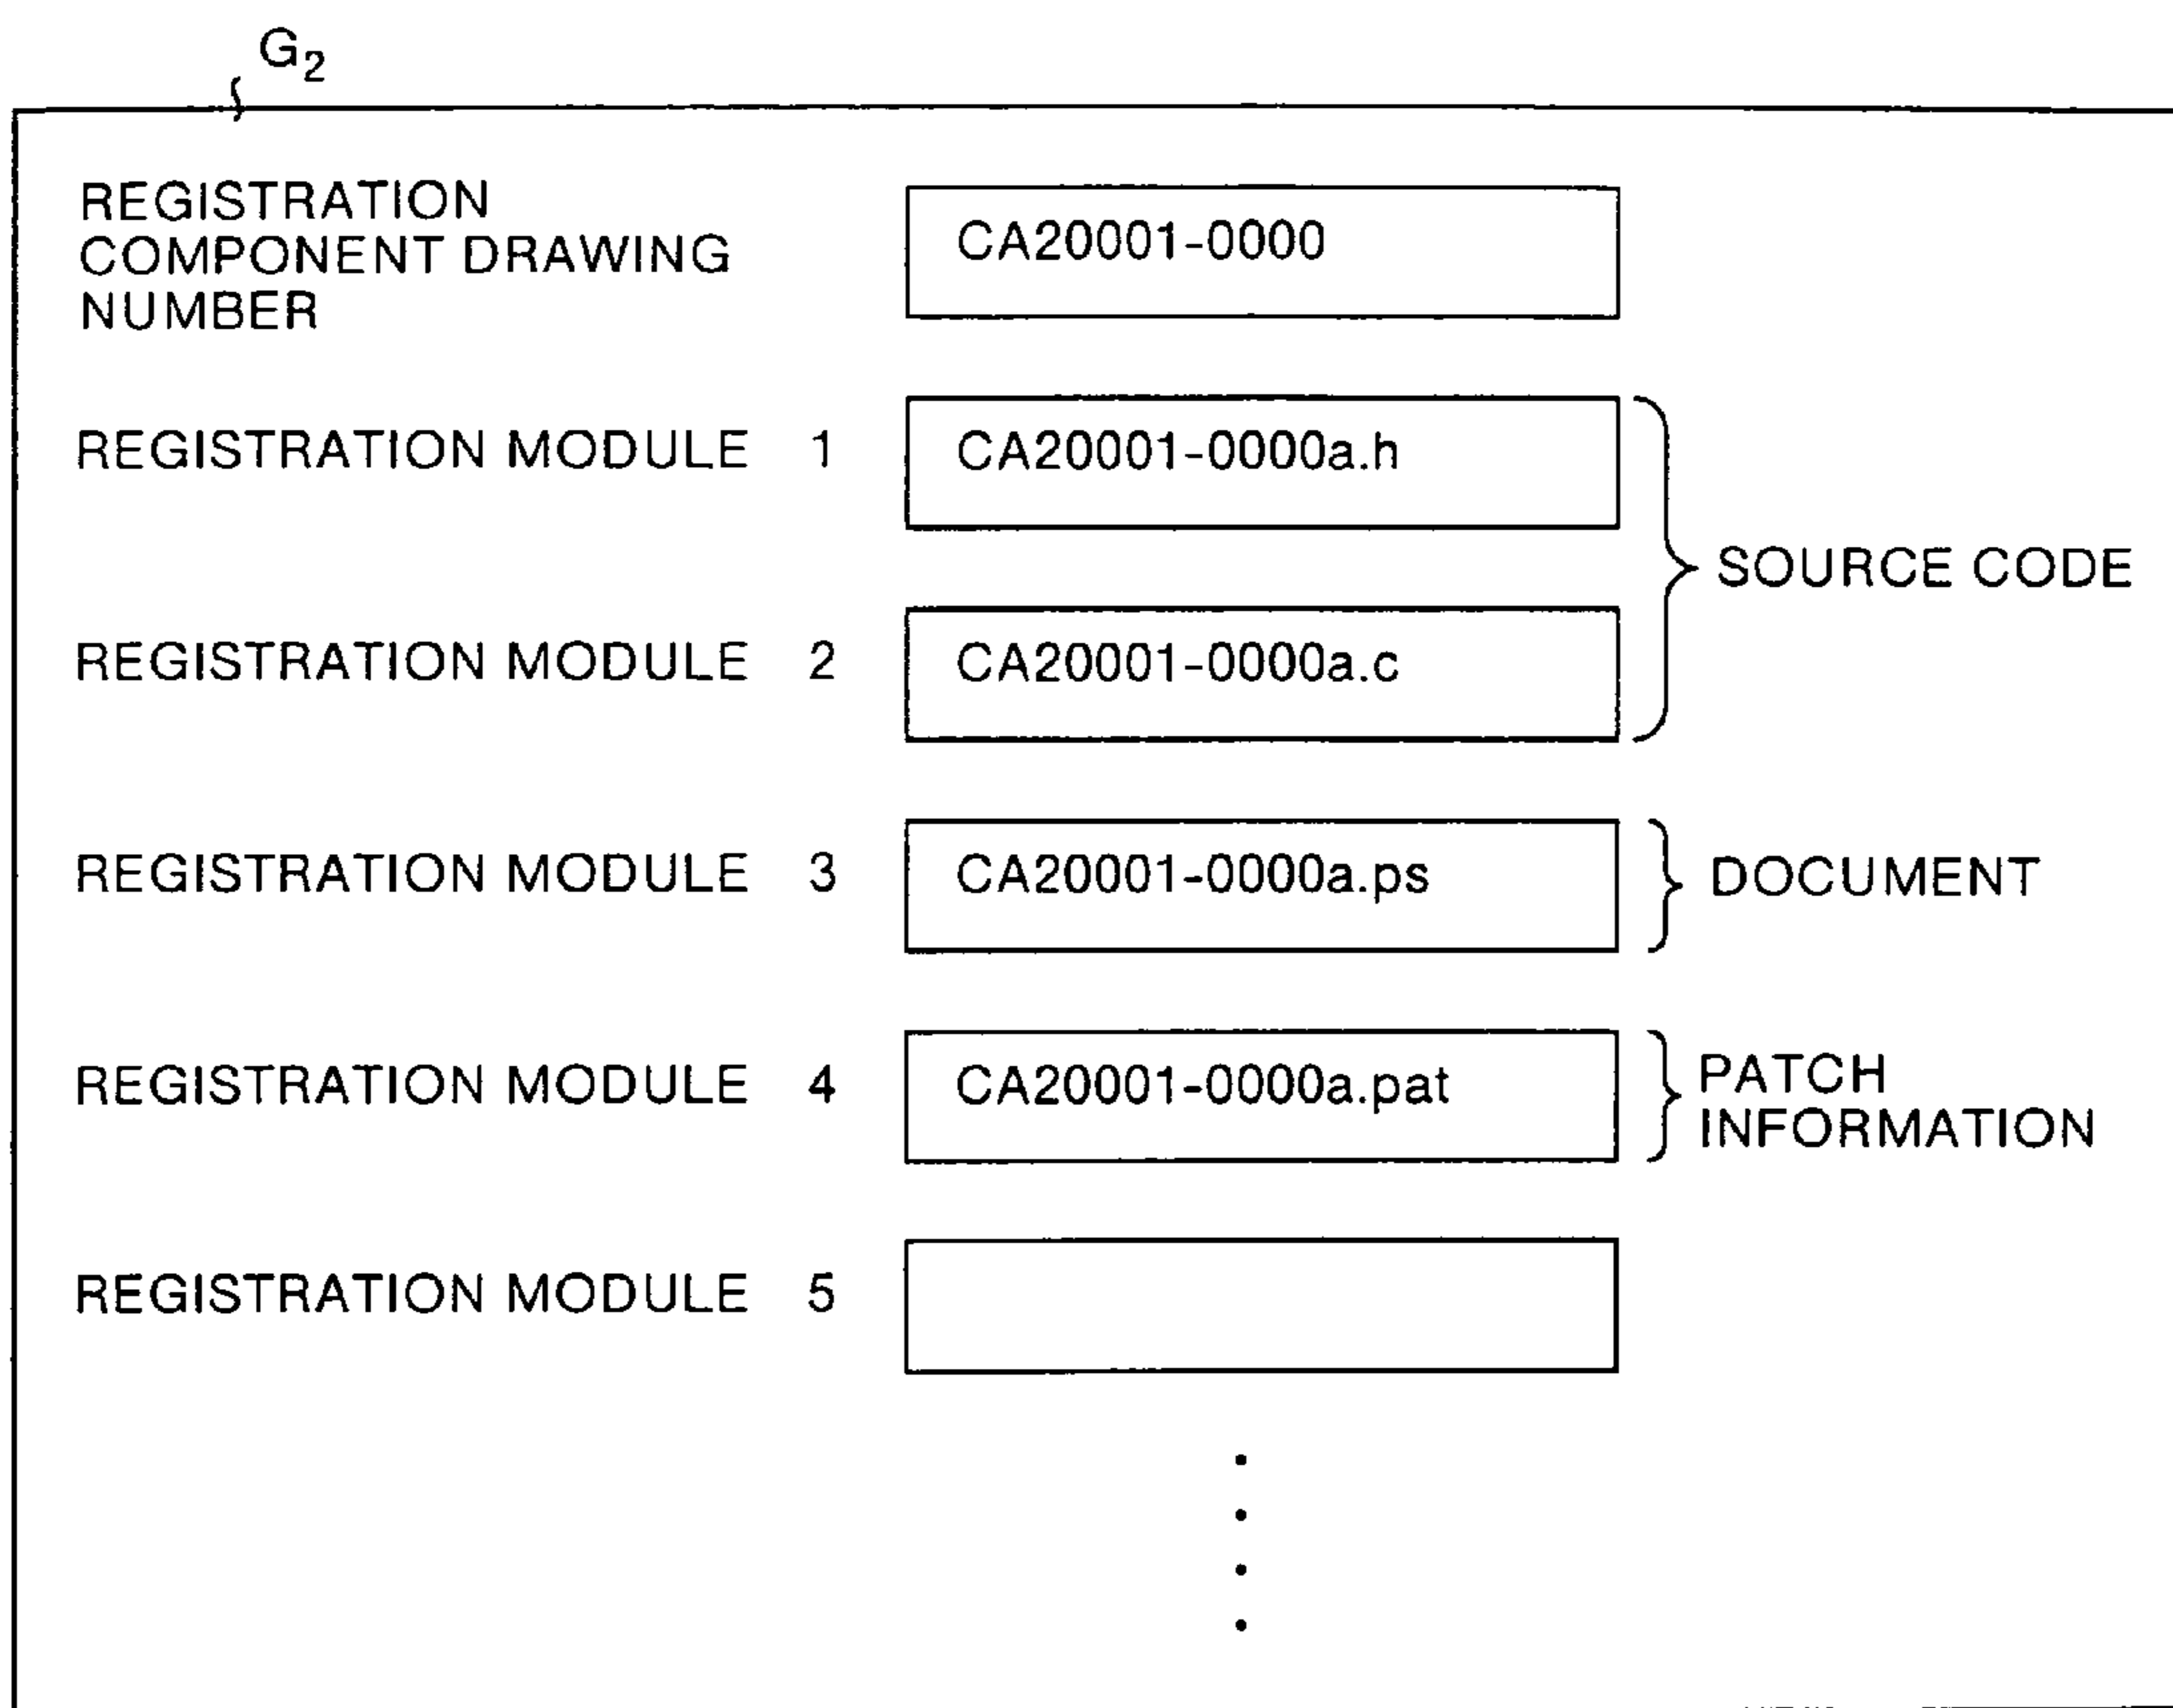 G2
REGISTRATION
COMPONENT DRAWING
NUMBER
CA20001-0000
REGISTRATION MODULE 1
CA20001-0000a.h
SOURCE CODE
REGISTRATION MODULE 2
CA20001-0000a.c
REGISTRATION MODULE 3
CA20001-0000a.ps
DOCUMENT
REGISTRATION MODULE 4
CA20001-0000a.pat
PATCH
INFORMATION
REGISTRATION MODULE 5